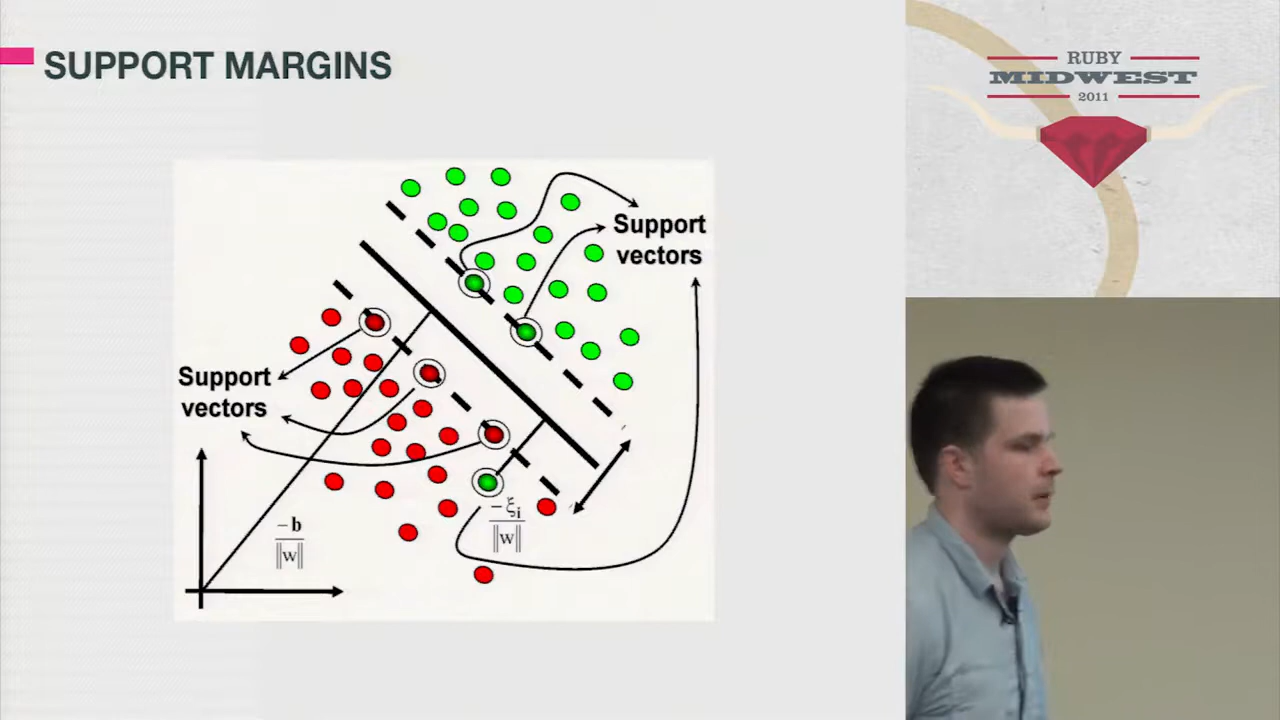 SUPPORT MARGINS
RUBY
MIDWEST
2011
Support
vectors
Support
vectors
−b
‖w‖
−ξi
‖w‖